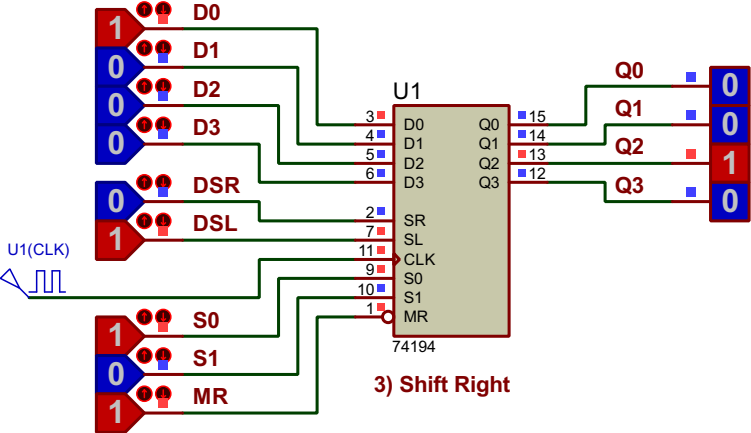 1 D0
0 D1
0 D2
0 D3
0 DSR
1 DSL
U1(CLK)
1 S0
0 S1
1 MR
U1
3 D0 Q0 15
4 D1 Q1 14
5 D2 Q2 13
6 D3 Q3 12
2 SR
7 SL
11 CLK
9 S0
10 S1
1 MR
74194
3) Shift Right
Q0 0
Q1 0
Q2 1
Q3 0